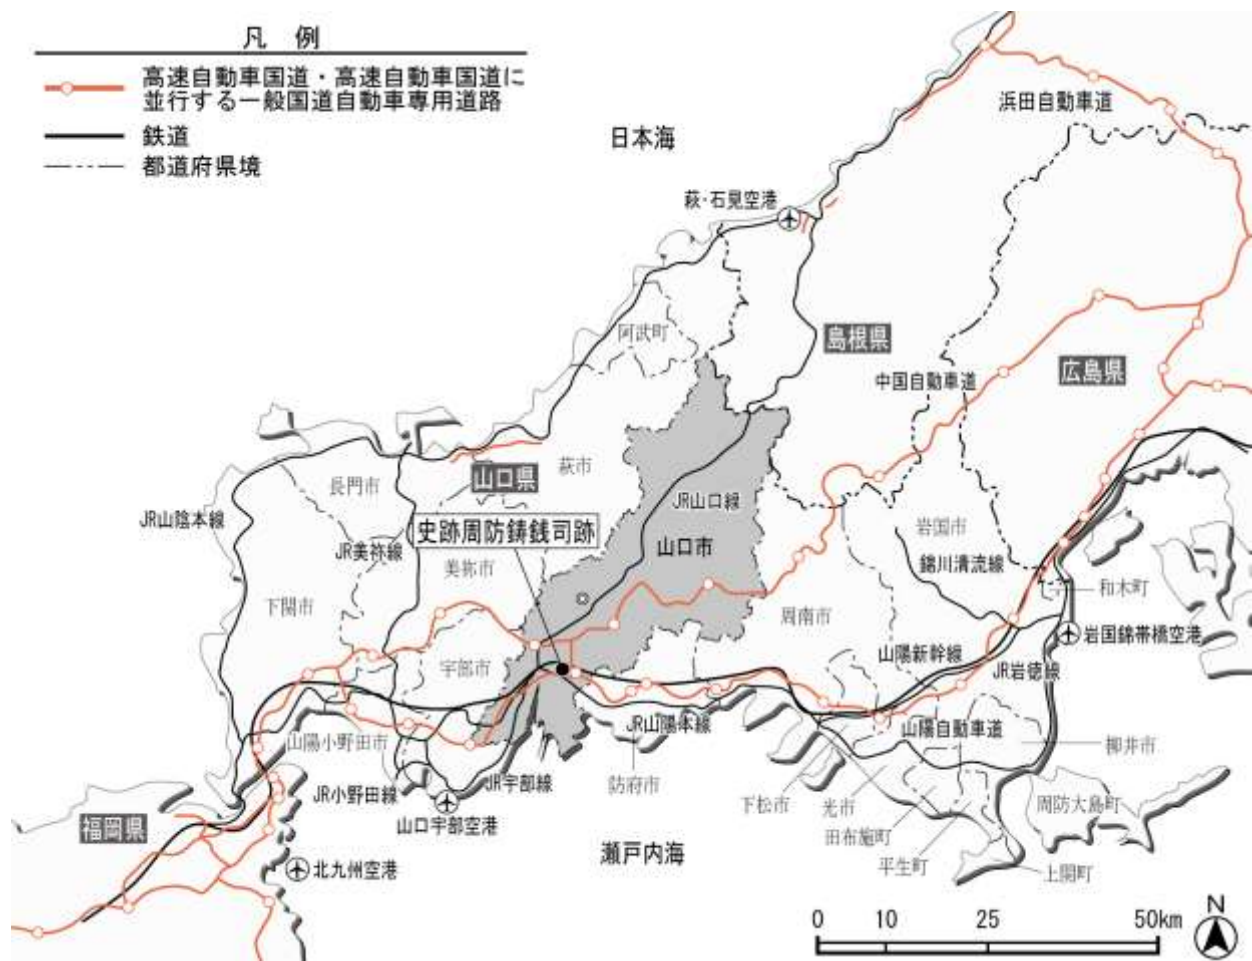 凡 例
高速自動車国道・高速自動車国道に
並行する一般国道自動車専用道路
鉄道
都道府県境
日本海
浜田自動車道
萩・石見空港
阿武町
島根県
中国自動車道
広島県
山口県
萩市
長門市
JR山陰本線
JR美祢線
史跡周防鋳銭司跡
JR山口線
山口市
岩国市
錦川清流線
美祢市
下関市
周南市
和木町
岩国錦帯橋空港
宇部市
山陽新幹線
JR岩徳線
JR山陽本線
山陽自動車道
山陽小野田市
柳井市
JR小野田線
JR宇部線
防府市
下松市
光市
周防大島町
山口宇部空港
福岡県
田布施町
瀬戸内海
平生町
上関町
北九州空港
0 10 25 50km
N